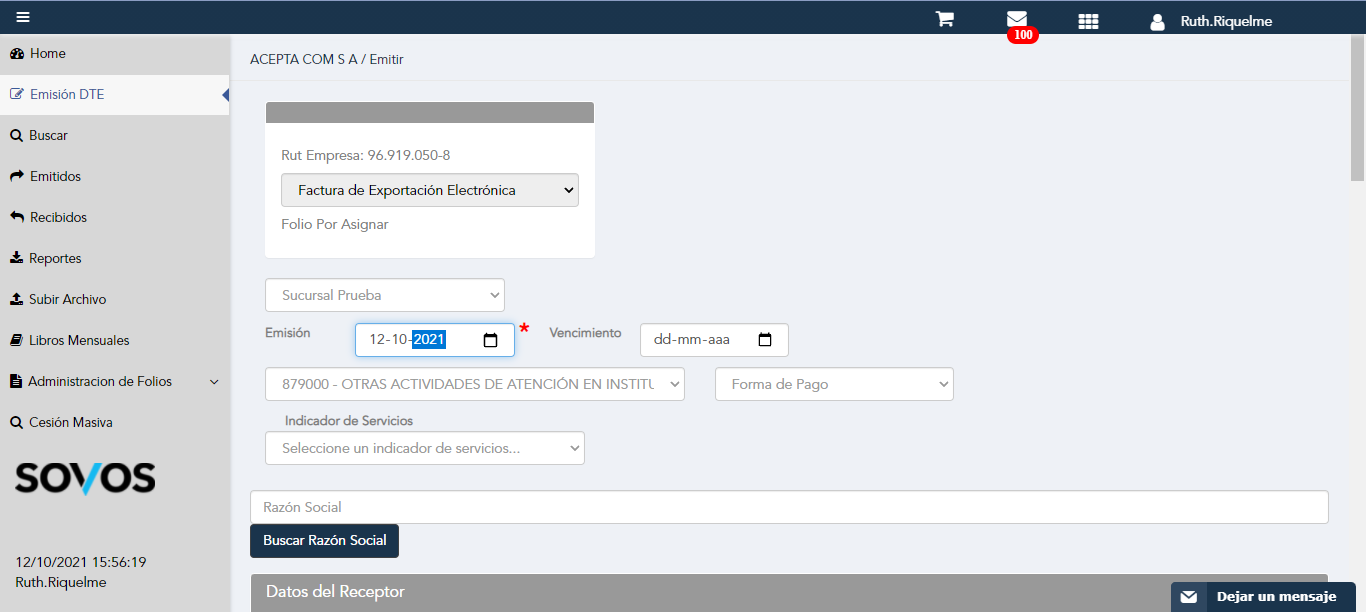 Ruth.Riquelme
100
Home
ACEPTA COM S A / Emitir
Emisión DTE
Buscar
Emitidos
Recibidos
Reportes
Subir Archivo
Libros Mensuales
Administracion de Folios
Cesión Masiva
SOVOS
12/10/2021 15:56:19
Ruth.Riquelme
Rut Empresa: 96.919.050-8
Factura de Exportación Electrónica
Folio Por Asignar
Sucursal Prueba
Emisión 12-10-2021 * Vencimiento dd-mm-aaa
879000 - OTRAS ACTIVIDADES DE ATENCIÓN EN INSTITU Forma de Pago
Indicador de Servicios
Seleccione un indicador de servicios...
Razón Social
Buscar Razón Social
Datos del Receptor
Dejar un mensaje